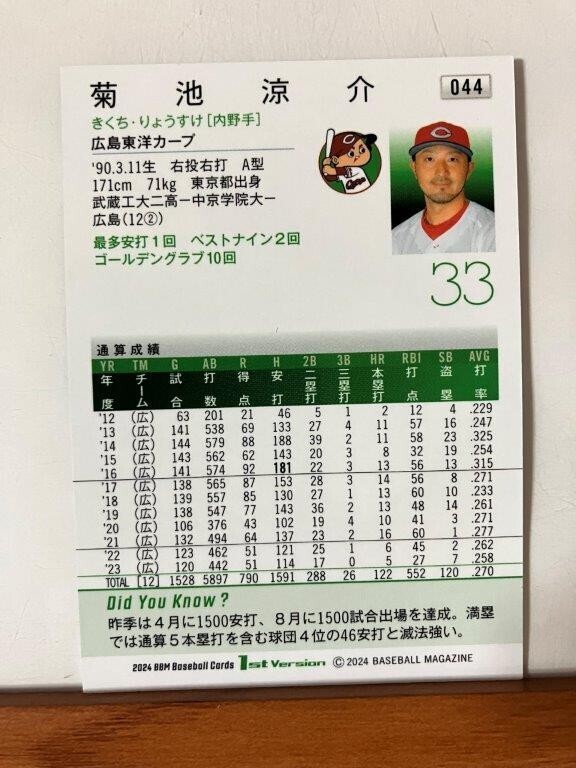 菊池涼介
044
きくち・りょうすけ[内野手]
広島東洋カープ
'90.3.11生 右投右打 A型
171cm 71kg 東京都出身
武蔵工大二高ー中京学院大ー
広島(12②)
最多安打1回 ベストナイン2回
ゴールデングラブ10回
Carp
33
通算成績
YR TM G AB R H 2B 3B HR RBI SB AVG
年度 チーム 試合 打数 得点 安打 二塁打 三塁打 本塁打 打点 盗塁 打率
'12 (広) 63 201 21 46 5 1 2 12 4 .229
'13 (広) 141 538 69 133 27 4 11 57 16 .247
'14 (広) 144 579 88 188 39 2 11 58 23 .325
'15 (広) 143 562 62 143 20 3 8 32 19 .254
'16 (広) 141 574 92 181 22 3 13 56 13 .315
'17 (広) 138 565 87 153 28 3 14 56 8 .271
'18 (広) 139 557 85 130 27 1 13 60 10 .233
'19 (広) 138 547 77 143 36 2 13 48 14 .261
'20 (広) 106 376 43 102 19 4 10 41 3 .271
'21 (広) 132 494 64 137 23 2 16 60 1 .277
'22 (広) 123 462 51 121 25 1 6 45 2 .262
'23 (広) 120 442 51 114 17 0 5 27 7 .258
TOTAL [12] 1528 5897 790 1591 288 26 122 552 120 .270
Did You Know?
昨季は4月に1500安打、8月に1500試合出場を達成。満塁
では通算5本塁打を含む球団4位の46安打と滅法強い。
2024 BBM Baseball Cards 1st Version © 2024 BASEBALL MAGAZINE